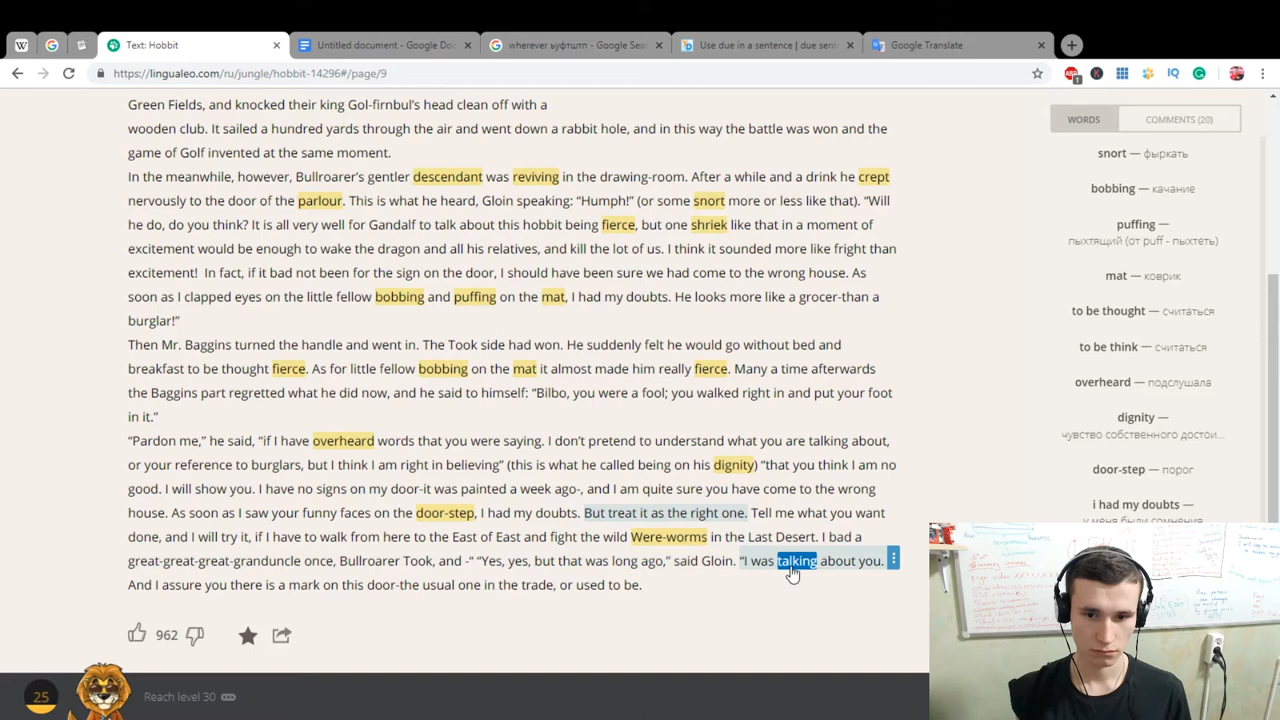 Text: Hobbit
Untitled document - Google Doc
wherever ьуфтштп - Google Sea
Use due in a sentence | due sent
Google Translate
https://lingualeo.com/ru/jungle/hobbit-14296#/page/9
Green Fields, and knocked their king Gol-firnbul's head clean off with a
wooden club. It sailed a hundred yards through the air and went down a rabbit hole, and in this way the battle was won and the
game of Golf invented at the same moment.
In the meanwhile, however, Bullroarer's gentler descendant was reviving in the drawing-room. After a while and a drink he crept
nervously to the door of the parlour. This is what he heard, Gloin speaking: “Humph!” (or some snort more or less like that). “Will
he do, do you think? It is all very well for Gandalf to talk about this hobbit being fierce, but one shriek like that in a moment of
excitement would be enough to wake the dragon and all his relatives, and kill the lot of us. I think it sounded more like fright than
excitement! In fact, if it bad not been for the sign on the door, I should have been sure we had come to the wrong house. As
soon as I clapped eyes on the little fellow bobbing and puffing on the mat, I had my doubts. He looks more like a grocer-than a
burglar!”
Then Mr. Baggins turned the handle and went in. The Took side had won. He suddenly felt he would go without bed and
breakfast to be thought fierce. As for little fellow bobbing on the mat it almost made him really fierce. Many a time afterwards
the Baggins part regretted what he did now, and he said to himself: “Bilbo, you were a fool; you walked right in and put your foot
in it.”
“Pardon me,” he said, “if I have overheard words that you were saying. I don't pretend to understand what you are talking about,
or your reference to burglars, but I think I am right in believing” (this is what he called being on his dignity) “that you think I am no
good. I will show you. I have no signs on my door-it was painted a week ago-, and I am quite sure you have come to the wrong
house. As soon as I saw your funny faces on the door-step, I had my doubts. But treat it as the right one. Tell me what you want
done, and I will try it, if I have to walk from here to the East of East and fight the wild Were-worms in the Last Desert. I bad a
great-great-great-granduncle once, Bullroarer Took, and -“ “Yes, yes, but that was long ago,” said Gloin. “I was talking about you.
And I assure you there is a mark on this door-the usual one in the trade, or used to be.
962
25
Reach level 30
WORDS
COMMENTS (20)
snort — фыркать
bobbing — качание
puffing —
пыхтящий (от puff - пыхтеть)
mat — коврик
to be thought — считаться
to be think — считаться
overheard — подслушала
dignity —
чувство собственного достои...
door-step — порог
i had my doubts —
у меня были сомнения